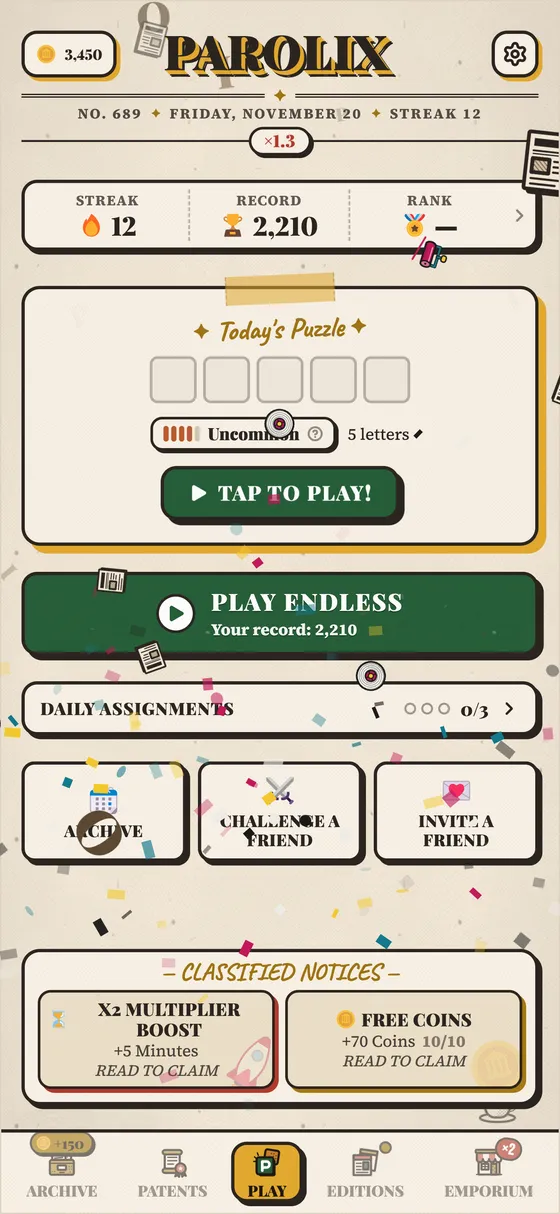 3,450
PAROLIX
NO. 689 ✦ FRIDAY, NOVEMBER 20 ✦ STREAK 12
×1.3
STREAK RECORD RANK
12 2,210 —
Today's Puzzle
Uncommon ? 5 letters
TAP TO PLAY!
PLAY ENDLESS
Your record: 2,210
DAILY ASSIGNMENTS 0/3
ARCHIVE
CHALLENGE A
FRIEND
INVITE A
FRIEND
– CLASSIFIED NOTICES –
X2 MULTIPLIER
BOOST
+5 Minutes
READ TO CLAIM
FREE COINS
+70 Coins 10/10
READ TO CLAIM
+150
×2
ARCHIVE PATENTS PLAY EDITIONS EMPORIUM